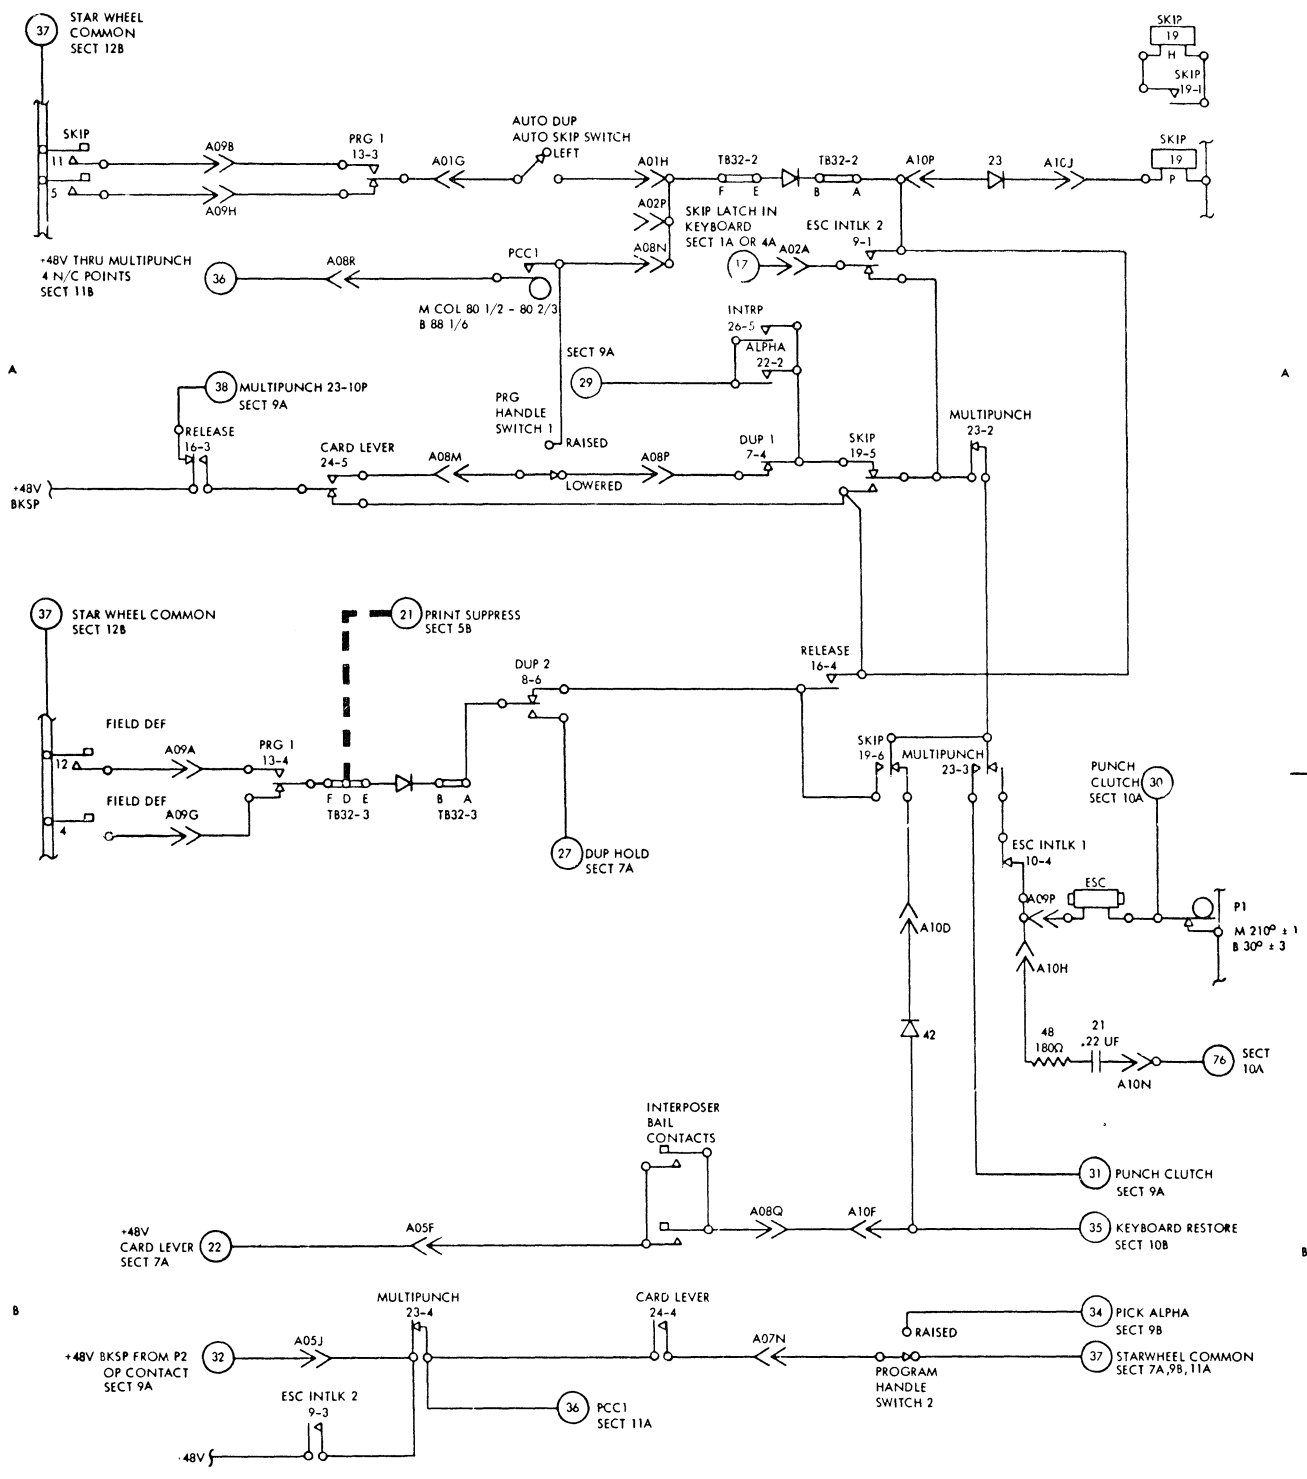 37
STAR WHEEL
COMMON
SECT 12B
SKIP
19
H
SKIP
19-1
SKIP
11
A09B
PRG 1
13-3
A01G
AUTO DUP
AUTO SKIP SWITCH
LEFT
A01H
TB32-2
F E
TB32-2
B A
A10P
23
A10J
SKIP
19
P
5
A09H
A02P
SKIP LATCH IN
KEYBOARD
SECT 1A OR 4A
ESC INTLK 2
9-1
+48V THRU MULTIPUNCH
4 N/C POINTS
SECT 11B
36
A08R
PCC1
A08N
17
A02A
M COL 80 1/2 - 80 2/3
B 88 1/6
INTRP
26-5
ALPHA
22-2
SECT 9A
29
A
A
38
MULTIPUNCH 23-10P
SECT 9A
PRG
HANDLE
SWITCH 1
RAISED
RELEASE
16-3
CARD LEVER
24-5
A08M
LOWERED
A08P
DUP 1
7-4
SKIP
19-5
MULTIPUNCH
23-2
+48V
BKSP
37
STAR WHEEL COMMON
SECT 12B
21
PRINT SUPPRESS
SECT 5B
DUP 2
8-6
RELEASE
16-4
FIELD DEF
12
A09A
PRG 1
13-4
F D E
TB32-3
B A
TB32-3
FIELD DEF
4
A09G
27
DUP HOLD
SECT 7A
SKIP
19-6
MULTIPUNCH
23-3
PUNCH
CLUTCH
SECT 10A
30
ESC INTLK 1
10-4
A09P
ESC
P1
M 210° ± 1
B 30° ± 3
A10D
A10H
42
48
180Ω
21
.22 UF
A10N
76
SECT
10A
INTERPOSER
BAIL
CONTACTS
31
PUNCH CLUTCH
SECT 9A
+48V
CARD LEVER
SECT 7A
22
A05F
A08Q
A10F
35
KEYBOARD RESTORE
SECT 10B
B
B
MULTIPUNCH
23-4
CARD LEVER
24-4
34
PICK ALPHA
SECT 9B
RAISED
+48V BKSP FROM P2
OP CONTACT
SECT 9A
32
A05J
A07N
PROGRAM
HANDLE
SWITCH 2
37
STARWHEEL COMMON
SECT 7A,9B,11A
ESC INTLK 2
9-3
36
PCC1
SECT 11A
48V